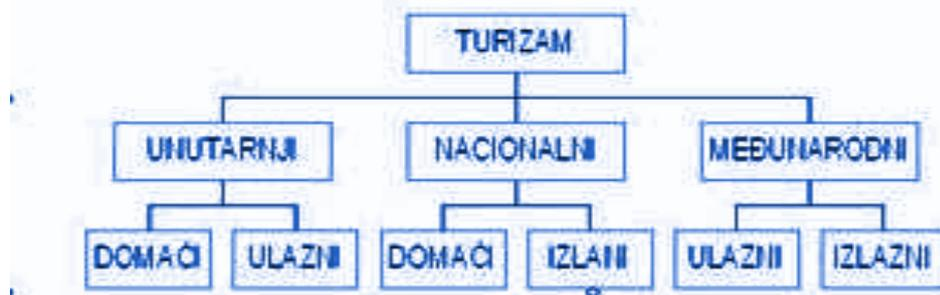 TURIZAM
UNUTARNJI NACIONALNI MEĐUNARODNI
DOMAĆI ULAZNI DOMAĆI IZLANI ULAZNI IZLAZNI